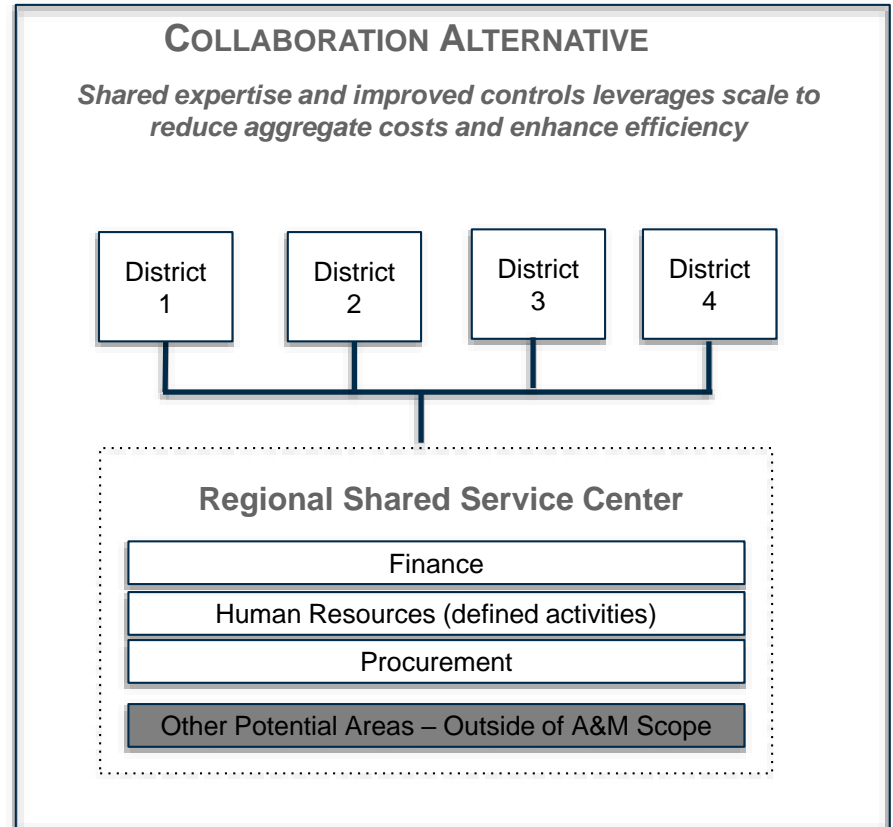 COLLABORATION ALTERNATIVE
Shared expertise and improved controls leverages scale to
reduce aggregate costs and enhance efficiency
District
1
District
2
District
3
District
4
Regional Shared Service Center
Finance
Human Resources (defined activities)
Procurement
Other Potential Areas – Outside of A&M Scope